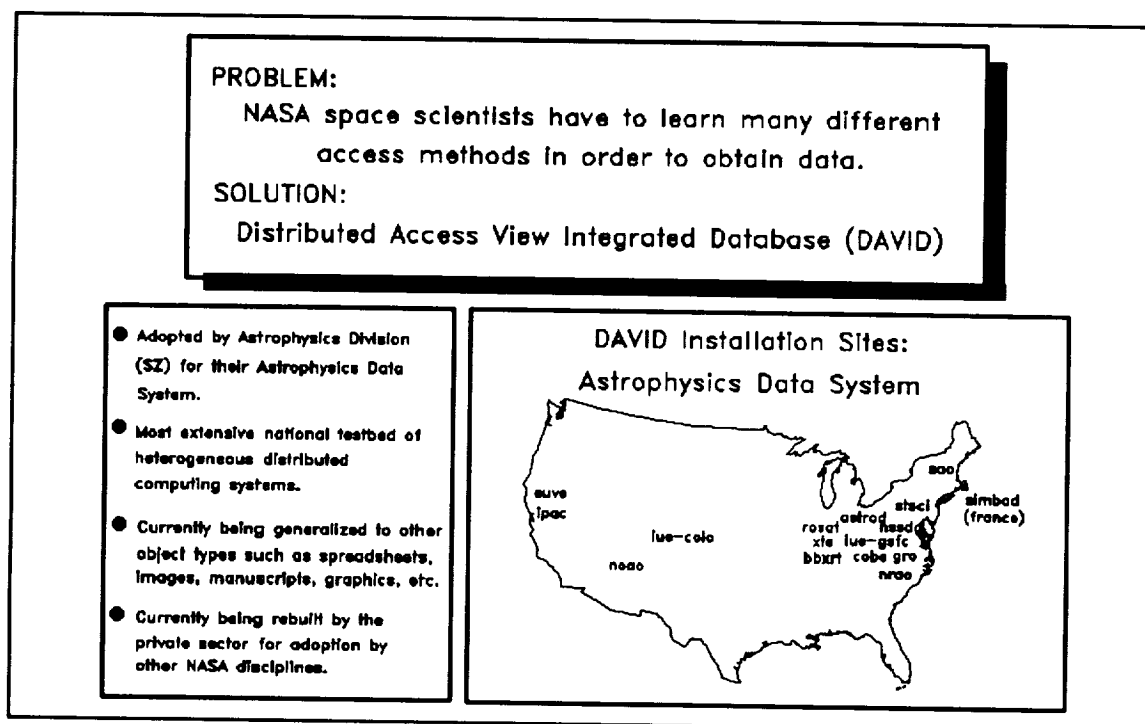 PROBLEM:
NASA space scientists have to learn many different
access methods in order to obtain data.
SOLUTION:
Distributed Access View Integrated Database (DAVID)
● Adopted by Astrophysics Division
(SZ) for their Astrophysics Data
System.
● Most extensive national testbed of
heterogeneous distributed
computing systems.
● Currently being generalized to other
object types such as spreadsheets,
images, manuscripts, graphics, etc.
● Currently being rebuilt by the
private sector for adoption by
other NASA disciplines.
DAVID Installation Sites:
Astrophysics Data System
sao
euve
stsci
simbad
ipac
astrod
(france)
rosat
nssdc
iue-colo
xte iue-gsfc
noao
bbxrt cobe gro
nrao